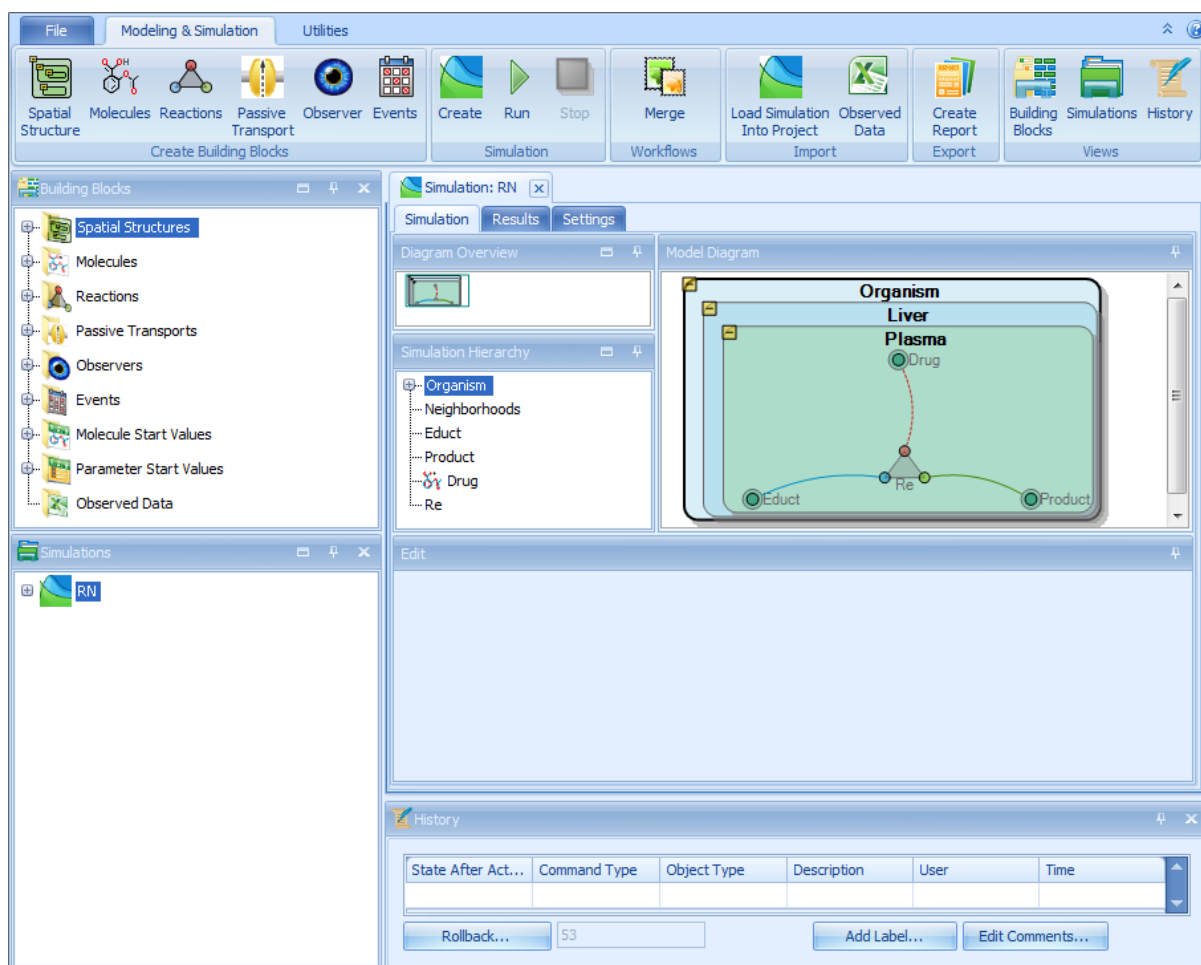 File
Modeling & Simulation
Utilities
Spatial
Structure
Molecules
Reactions
Passive
Transport
Observer
Events
Create Building Blocks
Create
Run
Stop
Simulation
Merge
Workflows
Load Simulation
Into Project
Observed
Data
Import
Create
Report
Export
Building
Blocks
Simulations
History
Views
Building Blocks
Spatial Structures
Molecules
Reactions
Passive Transports
Observers
Events
Molecule Start Values
Parameter Start Values
Observed Data
Simulations
RN
Simulation: RN
Simulation
Results
Settings
Diagram Overview
Simulation Hierarchy
Organism
Neighborhoods
Educt
Product
Drug
Re
Model Diagram
Organism
Liver
Plasma
Drug
Re
Educt
Product
Edit
History
State After Act...
Command Type
Object Type
Description
User
Time
Rollback...
53
Add Label...
Edit Comments...